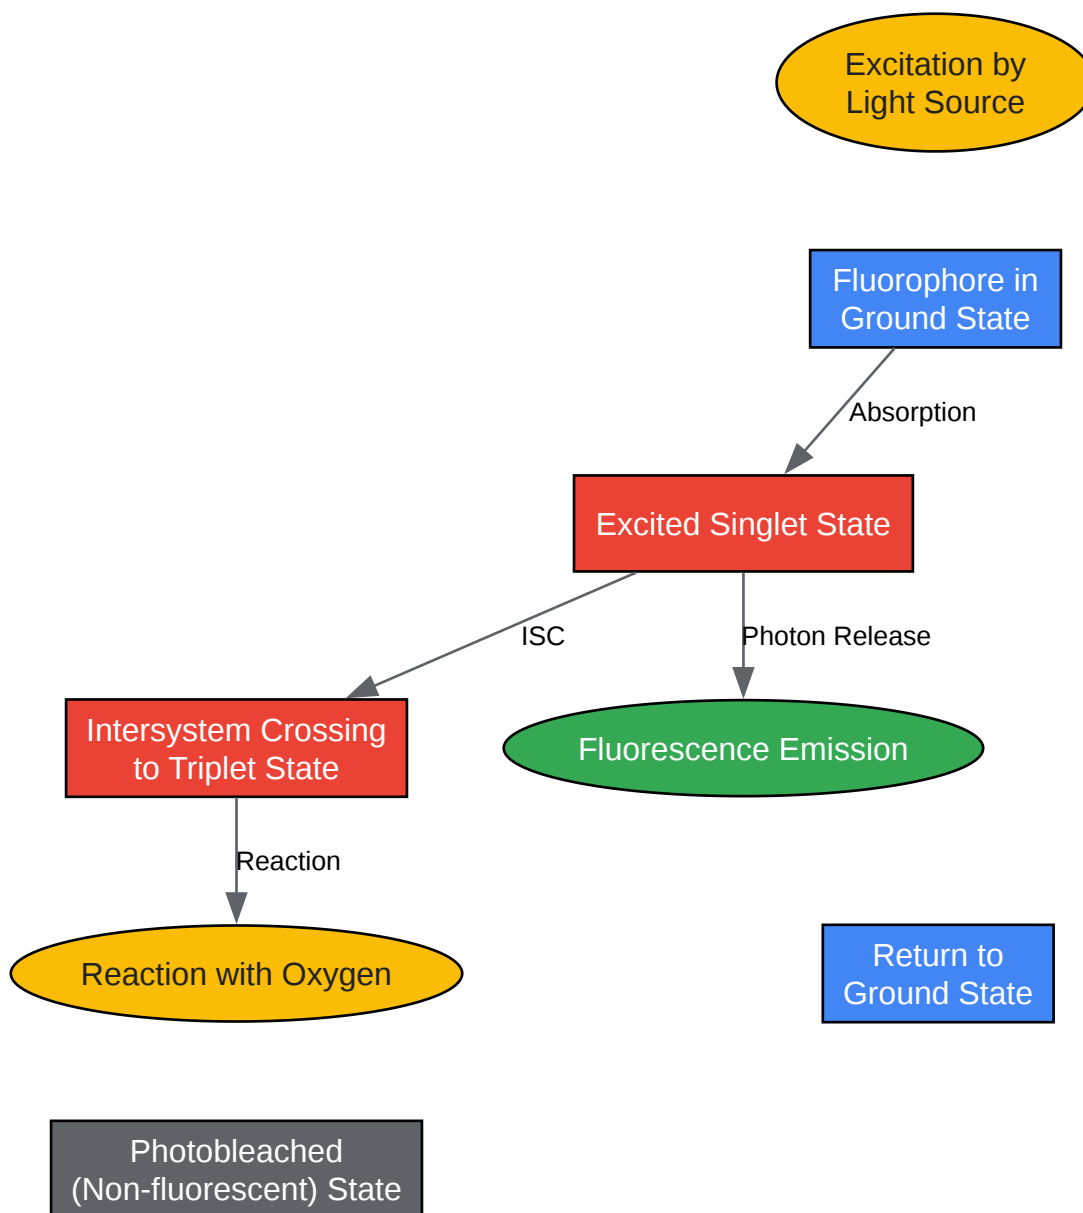 Excitation by
Light Source
Fluorophore in
Ground State
Absorption
Excited Singlet State
ISC
Photon Release
Intersystem Crossing
to Triplet State
Fluorescence Emission
Reaction
Reaction with Oxygen
Return to
Ground State
Photobleached
(Non-fluorescent) State